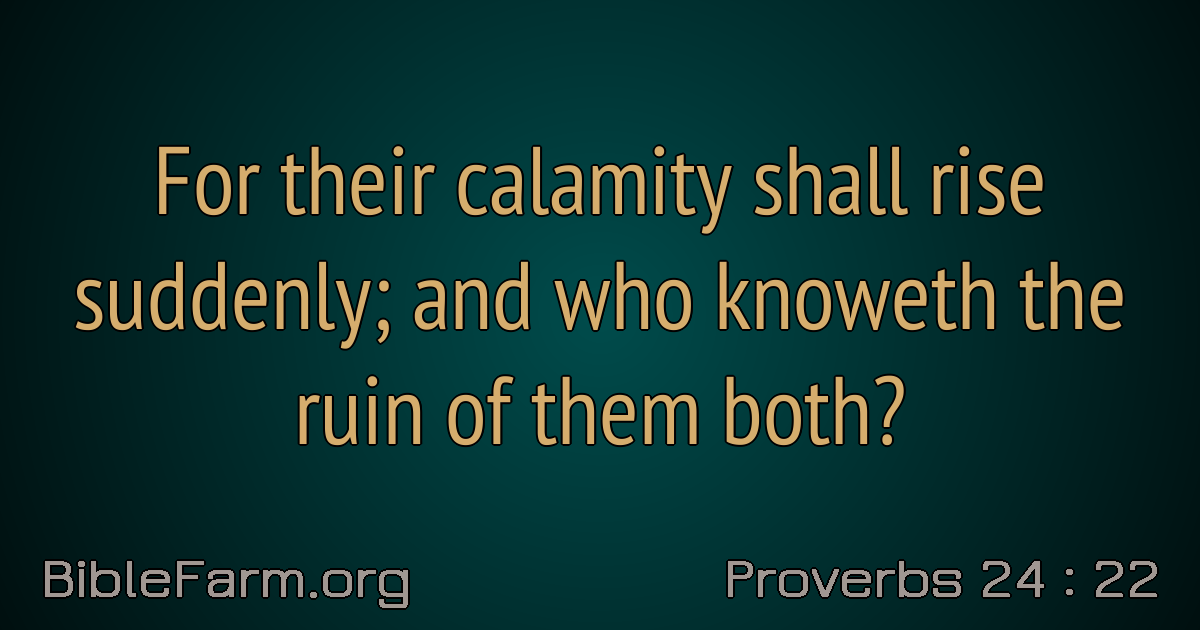 For their calamity shall rise
suddenly; and who knoweth the
ruin of them both?
BibleFarm.org
Proverbs 24 : 22